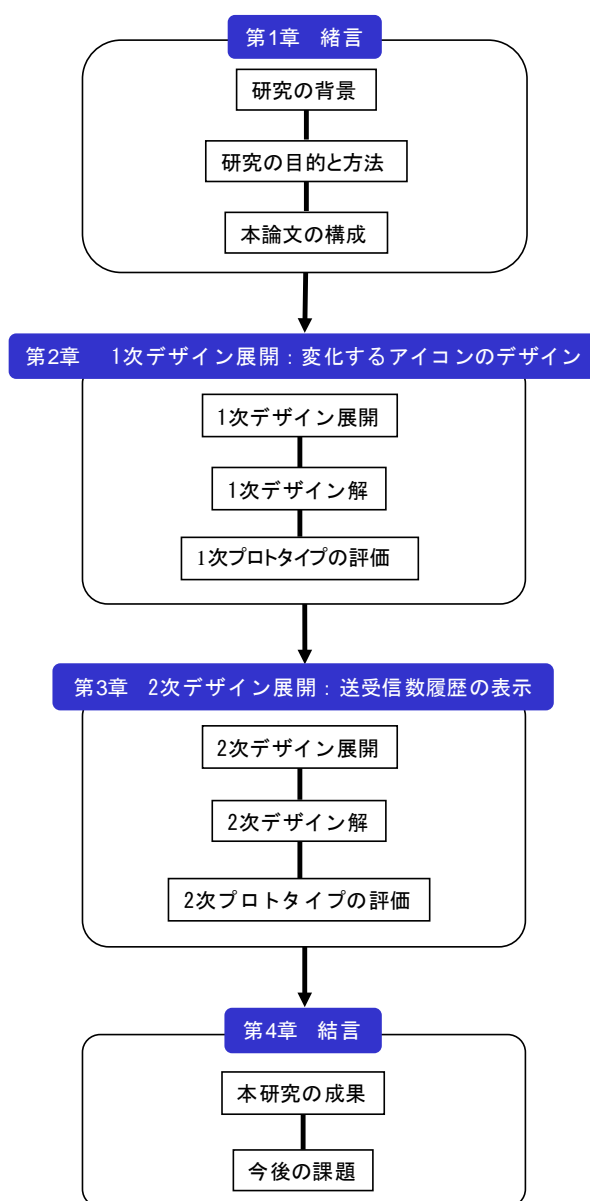 第1章　緒言
研究の背景
研究の目的と方法
本論文の構成
第2章　1次デザイン展開：変化するアイコンのデザイン
1次デザイン展開
1次デザイン解
1次プロトタイプの評価
第3章　2次デザイン展開：送受信数履歴の表示
2次デザイン展開
2次デザイン解
2次プロトタイプの評価
第4章　結言
本研究の成果
今後の課題